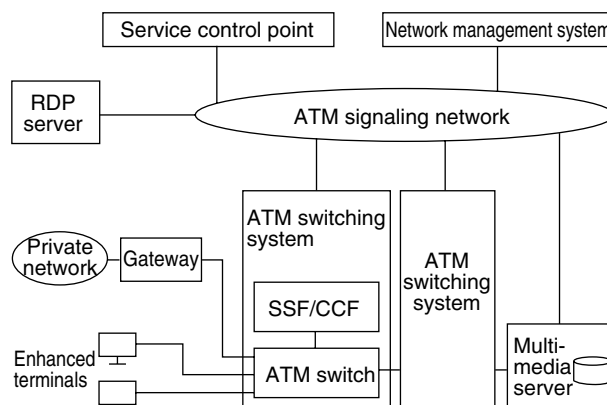 Service control point
Network management system
RDP
server
ATM signaling network
ATM switching
system
Private
network
Gateway
ATM
switching
system
SSF/CCF
Enhanced
terminals
ATM switch
Multi-
media
server